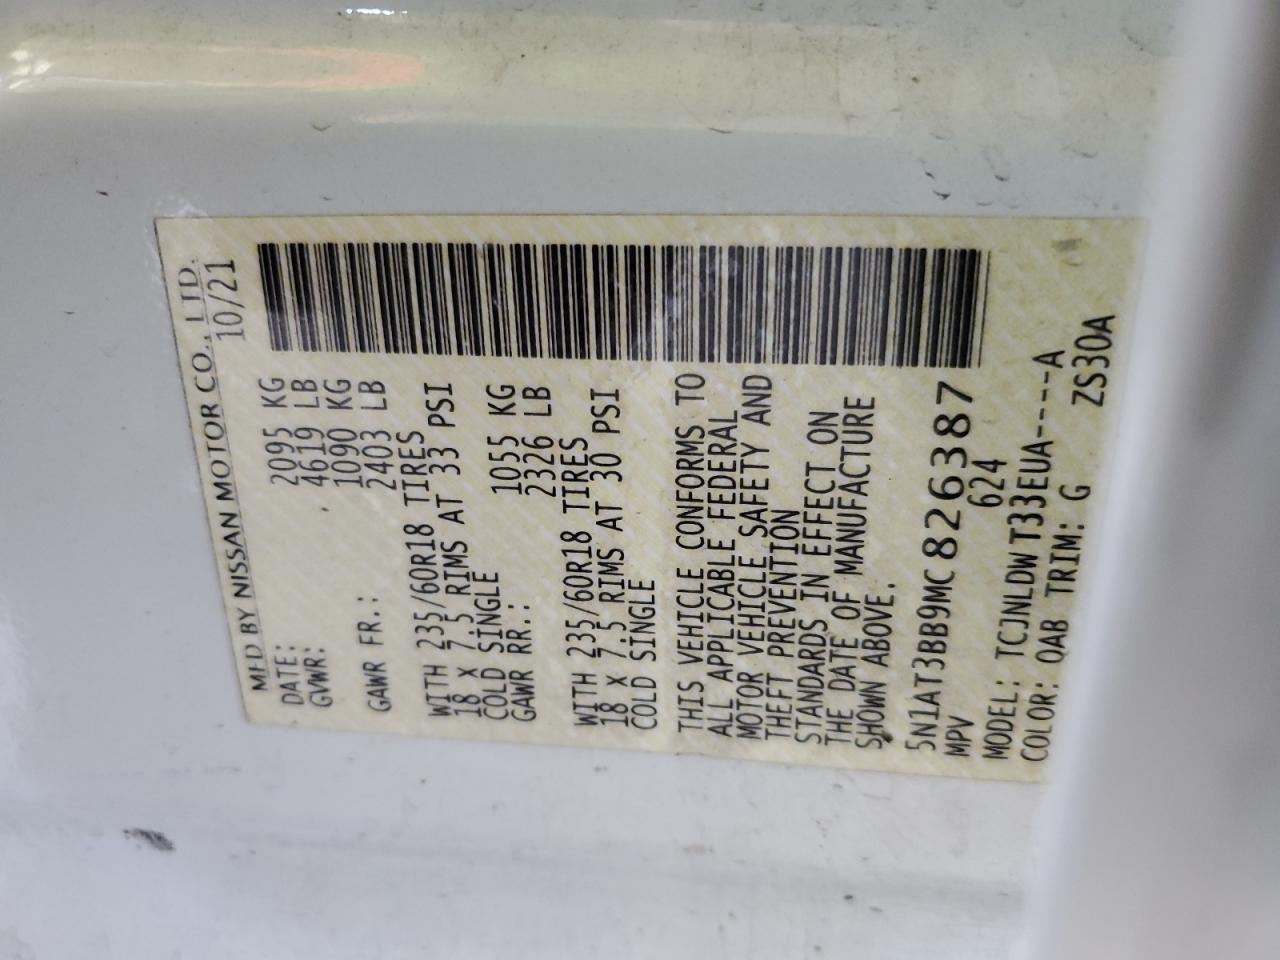 MFD BY NISSAN MOTOR CO., LTD.
DATE: 10/21
GVWR: 2095 KG
4619 LB
GAWR FR.: 1090 KG
2403 LB
WITH 235/60R18 TIRES
18 X 7.5 RIMS AT 33 PSI
COLD SINGLE
GAWR RR.: 1055 KG
2326 LB
WITH 235/60R18 TIRES
18 X 7.5 RIMS AT 30 PSI
COLD SINGLE
THIS VEHICLE CONFORMS TO
ALL APPLICABLE FEDERAL
MOTOR VEHICLE SAFETY AND
THEFT PREVENTION
STANDARDS IN EFFECT ON
THE DATE OF MANUFACTURE
SHOWN ABOVE.
5N1AT3BB9MC826387
MPV 624
MODEL: TCJNLDWT33EUA----A
COLOR: QAB TRIM: G ZS30A